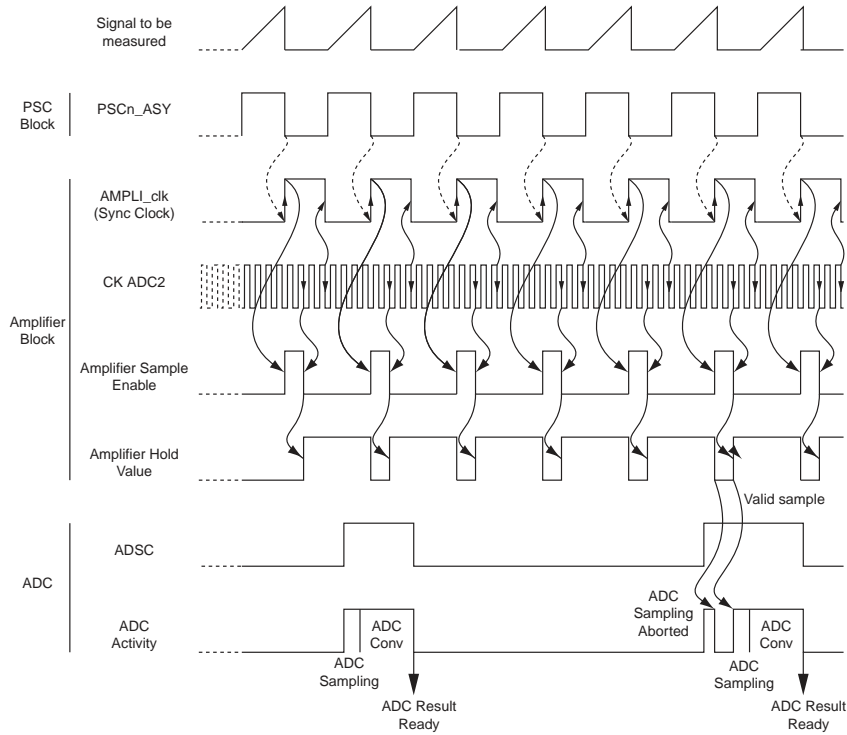 Signal to be
measured
PSC
Block
PSCn_ASY
AMPLI_clk
(Sync Clock)
CK ADC2
Amplifier
Block
Amplifier Sample
Enable
Amplifier Hold
Value
Valid sample
ADSC
ADC
ADC
Activity
ADC
Conv
ADC
Sampling
ADC Result
Ready
ADC
Sampling
Aborted
ADC
Conv
ADC
Sampling
ADC Result
Ready